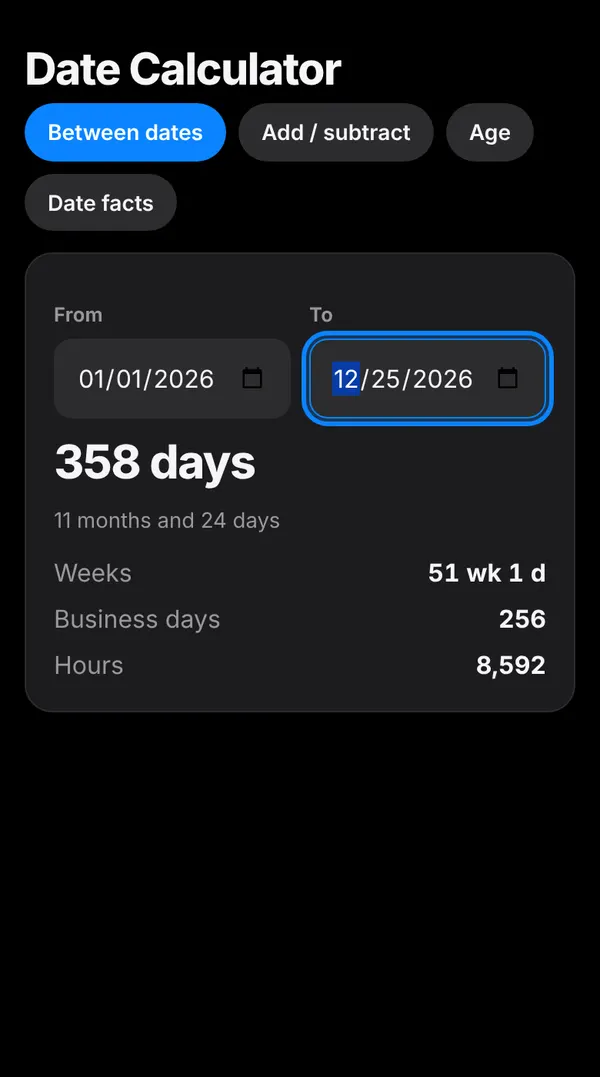 Date Calculator
Between dates Add / subtract Age
Date facts
From To
01/01/2026 12/25/2026
358 days
11 months and 24 days
Weeks 51 wk 1 d
Business days 256
Hours 8,592